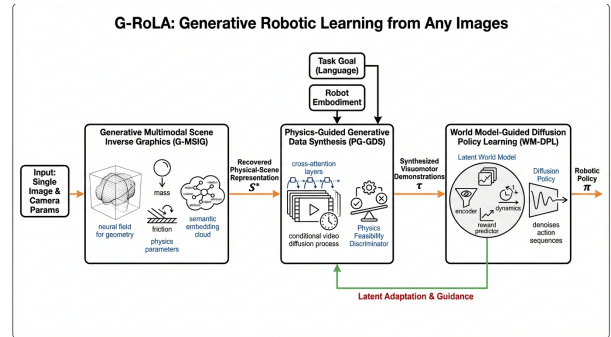 G-RoLA: Generative Robotic Learning from Any Images
Task Goal
(Language)
Robot
Embodiment
Input:
Single
Image &
Camera
Params
Generative Multimodal Scene
Inverse Graphics (G-MSIG)
neural field
for geometry
mass
friction
physics
parameters
semantic
embedding
cloud
Recovered
Physical-Scene
Representation
S*
Physics-Guided Generative
Data Synthesis (PG-GDS)
cross-attention
layers
conditional video
diffusion process
Physics
Feasibility
Discriminator
Synthesized
Visuomotor
Demonstrations
τ
World Model-Guided Diffusion
Policy Learning (WM-DPL)
Latent World Model
encoder
dynamics
reward
predictor
Diffusion
Policy
denoises
action
sequences
Robotic
Policy
π
Latent Adaptation & Guidance